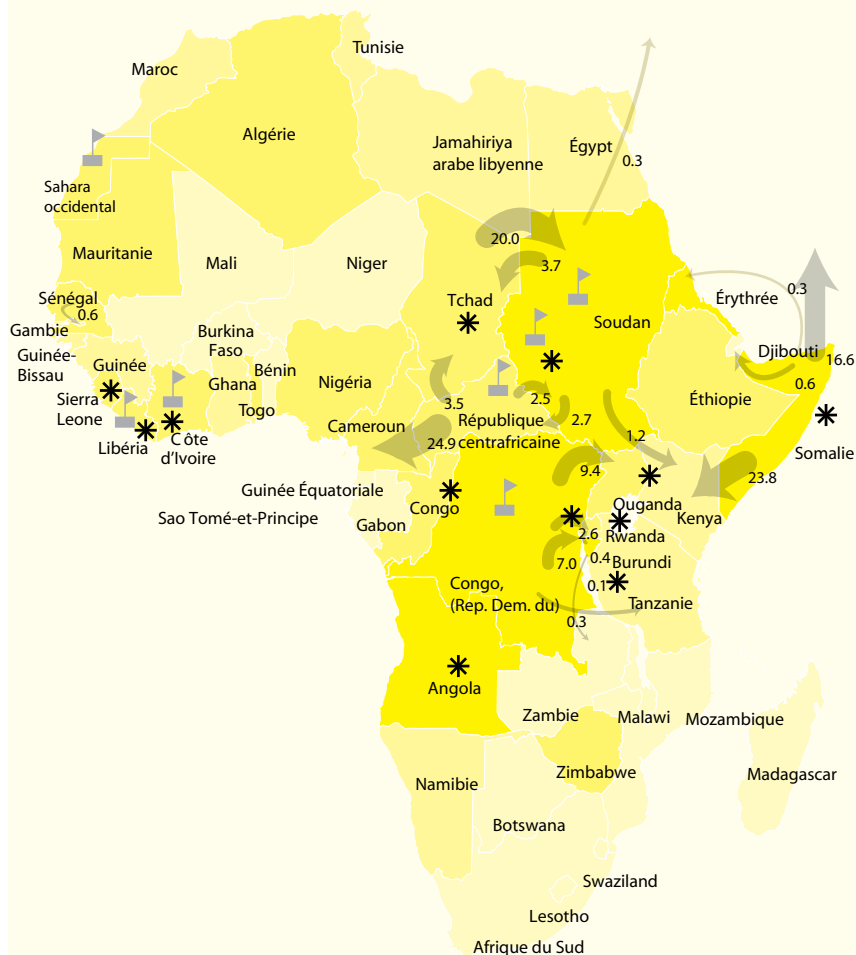 Tunisie
Maroc
Algérie
Jamahiriya
arabe libyenne
Égypt
0.3
Sahara
occidental
Mauritanie
Mali
Niger
20.0
3.7
Tchad
Soudan
Érythrée
0.3
Sénégal
0.6
Gambie
Guinée-
Bissau
Guinée
Burkina
Faso
Bénin
Ghana
Togo
Nigéria
Sierra
Leone
Libéria
Côte
d'Ivoire
Cameroun
3.5
2.5
2.7
République
centrafricaine
24.9
1.2
Djibouti
16.6
0.6
Éthiopie
Somalie
23.8
9.4
Guinée Équatoriale
Sao Tomé-et-Principe
Gabon
Congo
Ouganda
Kenya
Rwanda
2.6
0.4
Burundi
7.0
0.1
Tanzanie
Congo,
(Rep. Dem. du)
0.3
Angola
Zambie
Malawi
Mozambique
Namibie
Zimbabwe
Madagascar
Botswana
Swaziland
Lesotho
Afrique du Sud